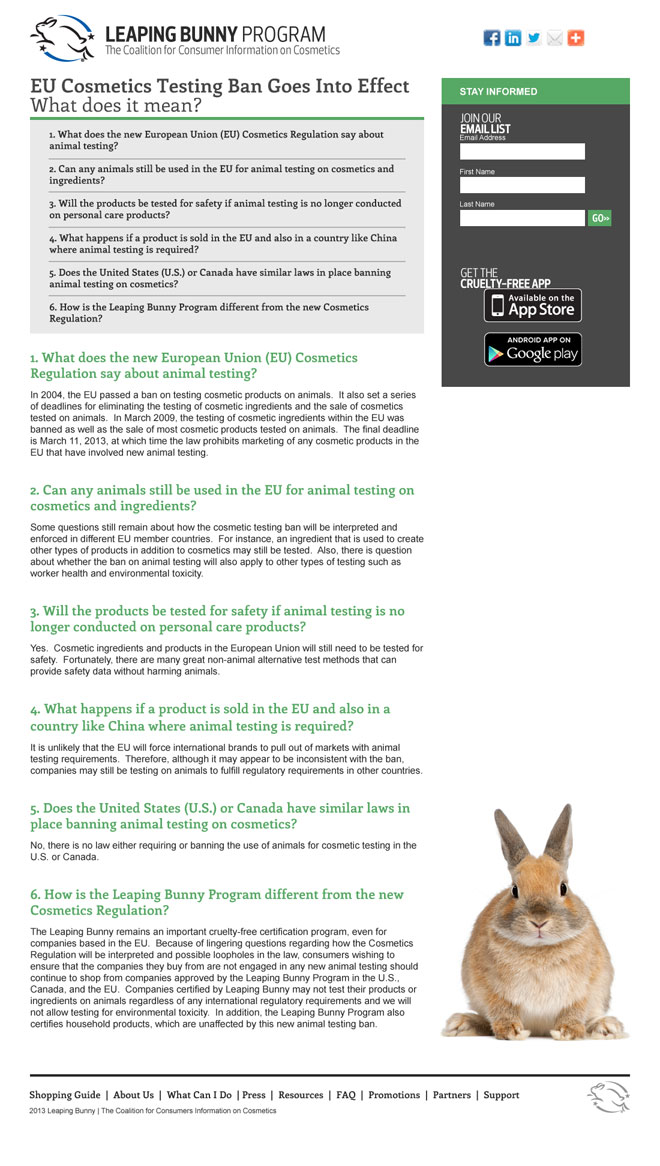 LEAPING BUNNY PROGRAM
The Coalition for Consumer Information on Cosmetics
EU Cosmetics Testing Ban Goes Into Effect
What does it mean?
1. What does the new European Union (EU) Cosmetics Regulation say about
animal testing?
2. Can any animals still be used in the EU for animal testing on cosmetics and
ingredients?
3. Will the products be tested for safety if animal testing is no longer conducted
on personal care products?
4. What happens if a product is sold in the EU and also in a country like China
where animal testing is required?
5. Does the United States (U.S.) or Canada have similar laws in place banning
animal testing on cosmetics?
6. How is the Leaping Bunny Program different from the new Cosmetics
Regulation?
STAY INFORMED
JOIN OUR
EMAIL LIST
Email Address
First Name
Last Name
GO>>
GET THE
CRUELTY-FREE APP
Available on the
App Store
ANDROID APP ON
Google play
1. What does the new European Union (EU) Cosmetics
Regulation say about animal testing?
In 2004, the EU passed a ban on testing cosmetic products on animals. It also set a series
of deadlines for eliminating the testing of cosmetic ingredients and the sale of cosmetics
tested on animals. In March 2009, the testing of cosmetic ingredients within the EU was
banned as well as the sale of most cosmetic products tested on animals. The final deadline
is March 11, 2013, at which time the law prohibits marketing of any cosmetic products in the
EU that have involved new animal testing.
2. Can any animals still be used in the EU for animal testing on
cosmetics and ingredients?
Some questions still remain about how the cosmetic testing ban will be interpreted and
enforced in different EU member countries. For instance, an ingredient that is used to create
other types of products in addition to cosmetics may still be tested. Also, there is question
about whether the ban on animal testing will also apply to other types of testing such as
worker health and environmental toxicity.
3. Will the products be tested for safety if animal testing is no
longer conducted on personal care products?
Yes. Cosmetic ingredients and products in the European Union will still need to be tested for
safety. Fortunately, there are many great non-animal alternative test methods that can
provide safety data without harming animals.
4. What happens if a product is sold in the EU and also in a
country like China where animal testing is required?
It is unlikely that the EU will force international brands to pull out of markets with animal
testing requirements. Therefore, although it may appear to be inconsistent with the ban,
companies may still be testing on animals to fulfill regulatory requirements in other countries.
5. Does the United States (U.S.) or Canada have similar laws in
place banning animal testing on cosmetics?
No, there is no law either requiring or banning the use of animals for cosmetic testing in the
U.S. or Canada.
6. How is the Leaping Bunny Program different from the new
Cosmetics Regulation?
The Leaping Bunny remains an important cruelty-free certification program, even for
companies based in the EU. Because of lingering questions regarding how the Cosmetics
Regulation will be interpreted and possible loopholes in the law, consumers wishing to
ensure that the companies they buy from are not engaged in any new animal testing should
continue to shop from companies approved by the Leaping Bunny Program in the U.S.,
Canada, and the EU. Companies certified by Leaping Bunny may not test their products or
ingredients on animals regardless of any international regulatory requirements and we will
not allow testing for environmental toxicity. In addition, the Leaping Bunny Program also
certifies household products, which are unaffected by this new animal testing ban.
Shopping Guide | About Us | What Can I Do | Press | Resources | FAQ | Promotions | Partners | Support
2013 Leaping Bunny | The Coalition for Consumers Information on Cosmetics